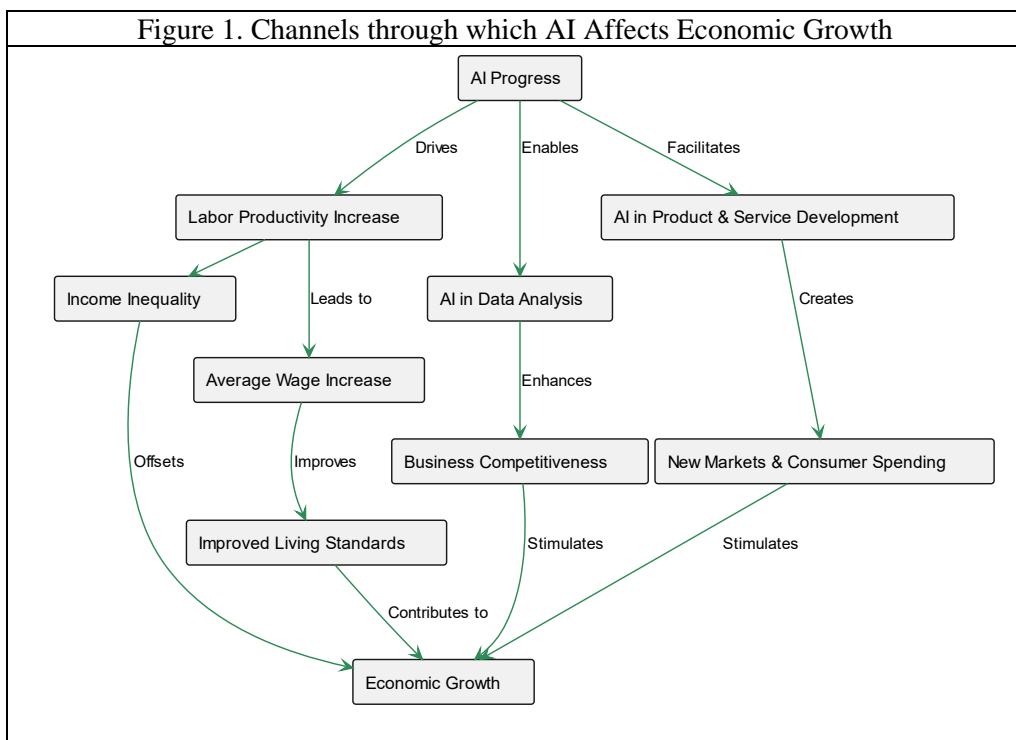 Figure 1. Channels through which AI Affects Economic Growth
AI Progress
Drives
Enables
Facilitates
Labor Productivity Increase
AI in Product & Service Development
Income Inequality
Leads to
AI in Data Analysis
Creates
Average Wage Increase
Enhances
Offsets
Improves
Business Competitiveness
New Markets & Consumer Spending
Improved Living Standards
Stimulates
Stimulates
Contributes to
Economic Growth